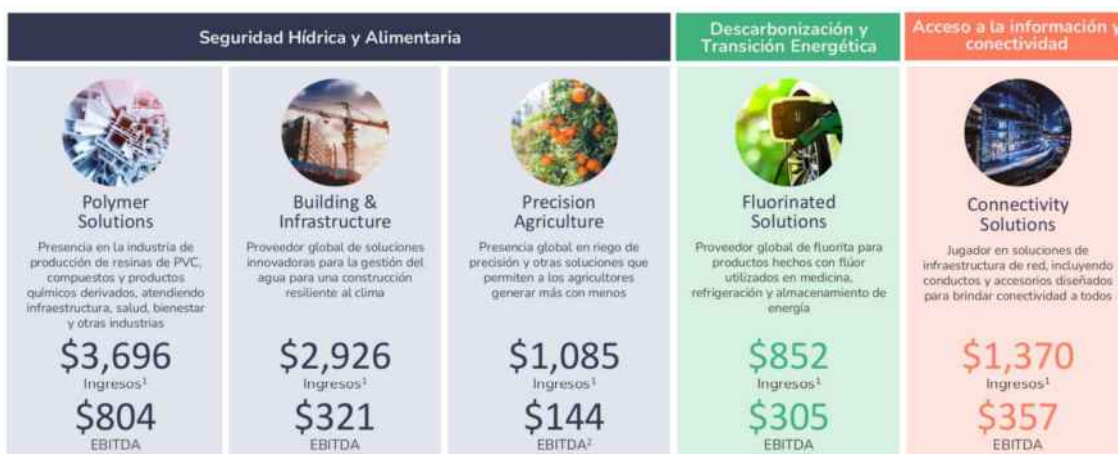 Seguridad Hídrica y Alimentaria
Descarbonización y
Transición Energética
Acceso a la información y
conectividad
Polymer
Solutions
Presencia en la industria de
producción de resinas de PVC,
compuestos y productos
químicos derivados, atendiendo
infraestructura, salud, bienestar
y otras industrias
$3,696
Ingresos¹
$804
EBITDA
Building &
Infrastructure
Proveedor global de soluciones
innovadoras para la gestión del
agua para una construcción
resiliente al clima
$2,926
Ingresos¹
$321
EBITDA
Precision
Agriculture
Presencia global en riego de
precisión y otras soluciones que
permiten a los agricultores
generar más con menos
$1,085
Ingresos¹
$144
EBITDA²
Fluorinated
Solutions
Proveedor global de fluorita para
productos hechos con flúor
utilizados en medicina,
refrigeración y almacenamiento de
energía
$852
Ingresos¹
$305
EBITDA
Connectivity
Solutions
Jugador en soluciones de
infraestructura de red, incluyendo
conductos y accesorios diseñados
para brindar conectividad a todos
$1,370
Ingresos¹
$357
EBITDA